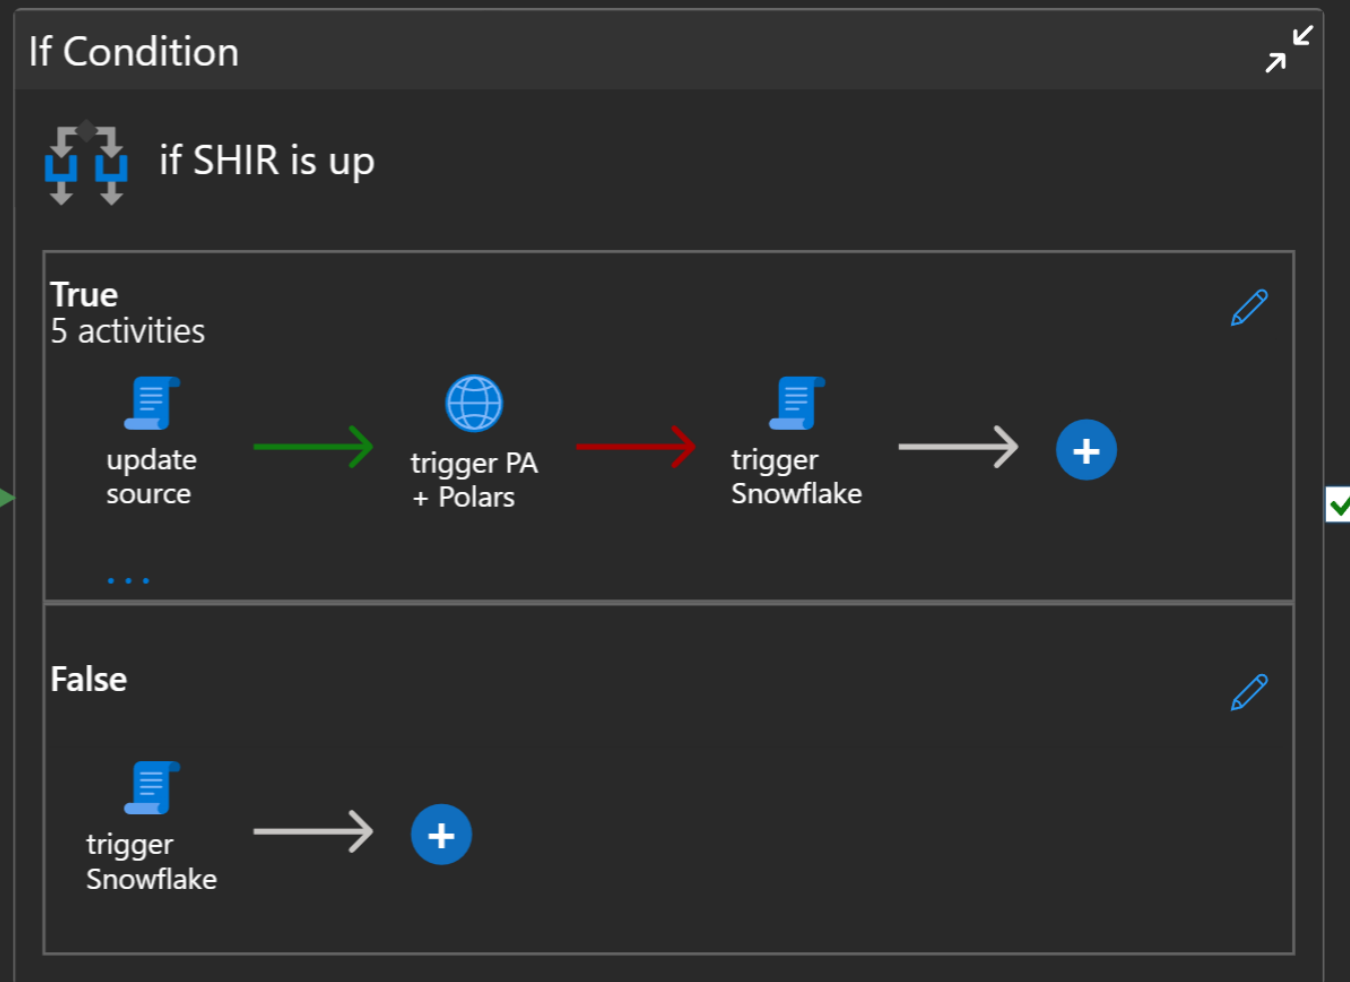 If Condition
if SHIR is up
True
5 activities
update
source
trigger PA
+ Polars
trigger
Snowflake
...
False
trigger
Snowflake